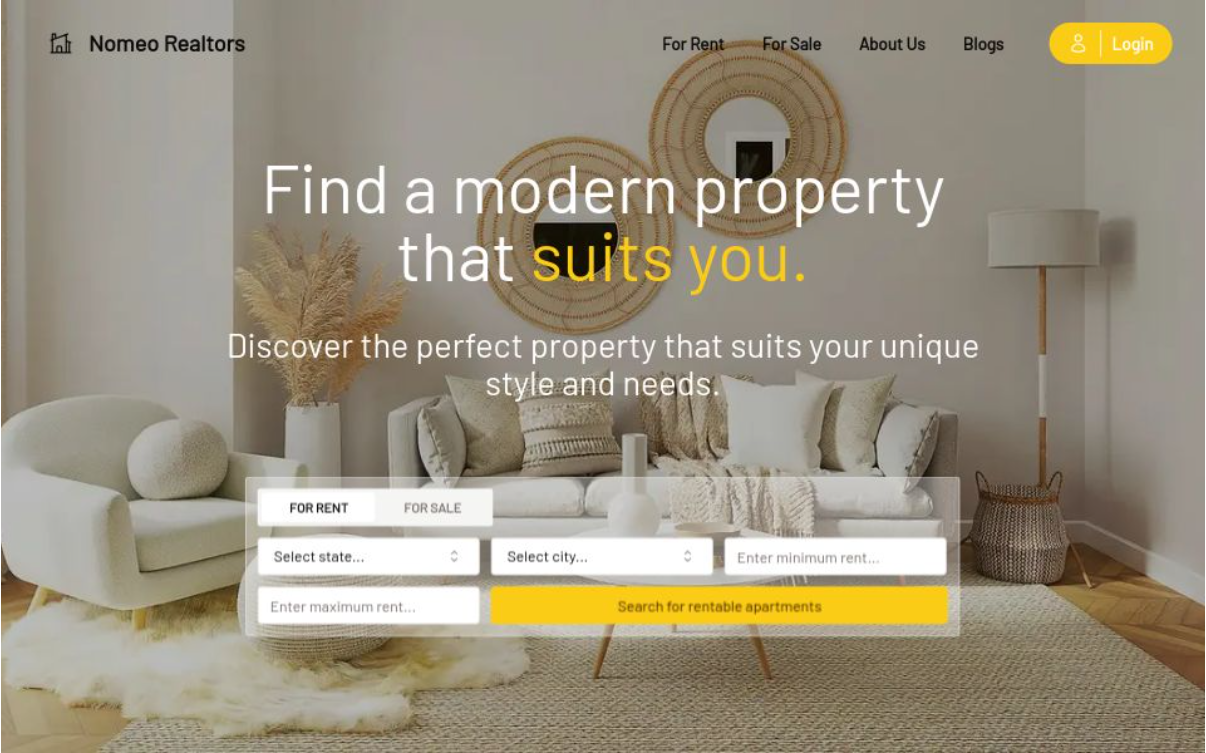 Nomeo Realtors
For Rent
For Sale
About Us
Blogs
Login
Find a modern property
that suits you.
Discover the perfect property that suits your unique
style and needs.
FOR RENT
FOR SALE
Select state...
Select city...
Enter minimum rent...
Enter maximum rent...
Search for rentable apartments